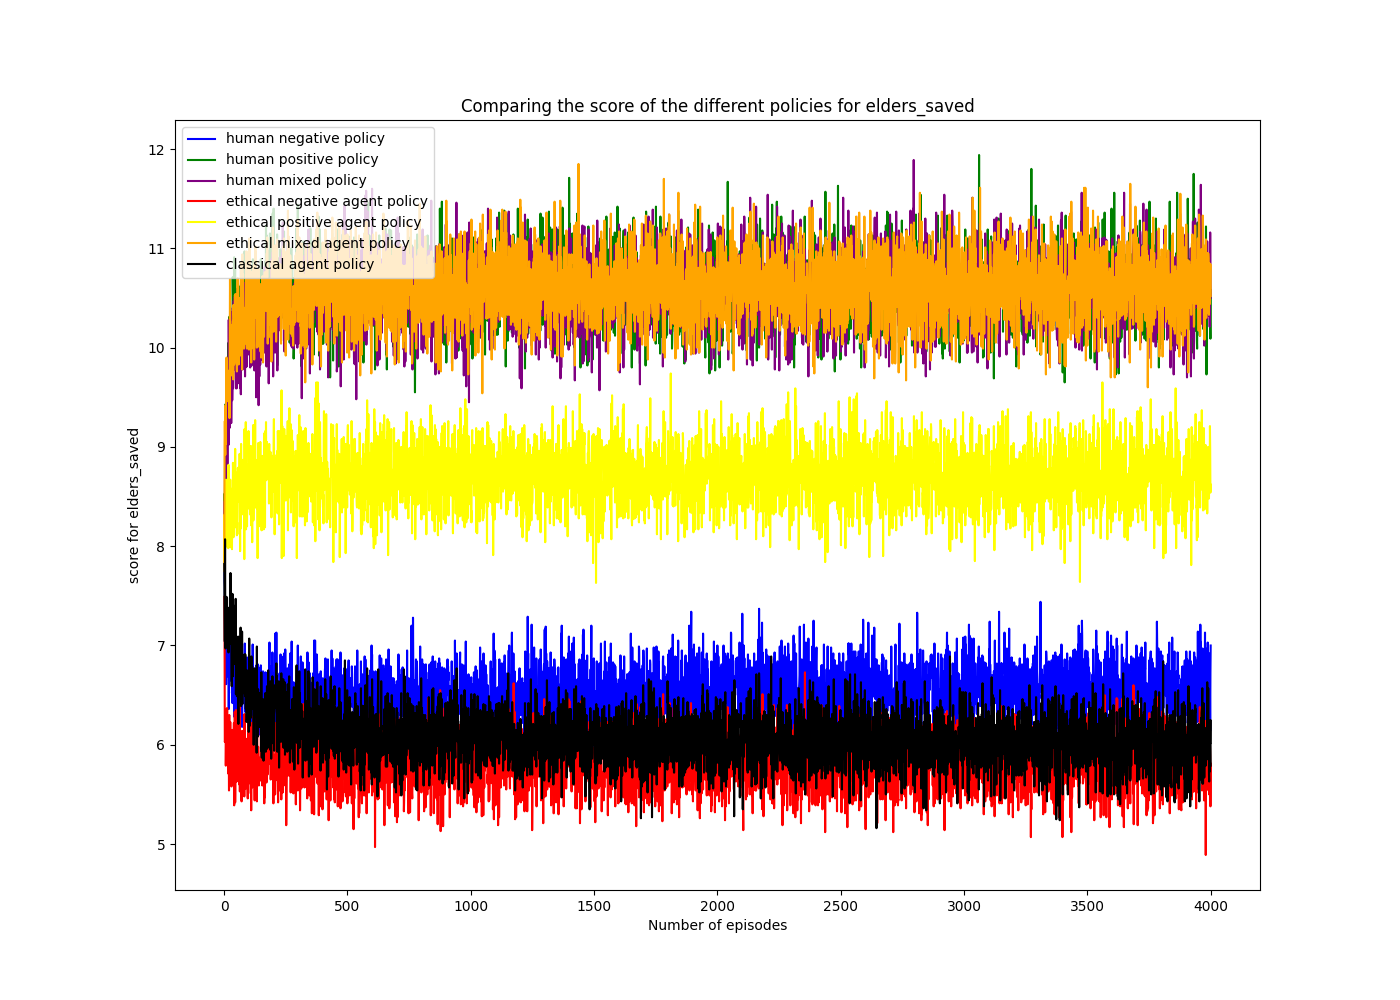 Comparing the score of the different policies for elders_saved
human negative policy
human positive policy
human mixed policy
ethical negative agent policy
ethical positive agent policy
ethical mixed agent policy
classical agent policy
12
11
10
9
8
7
6
5
score for elders_saved
0
500
1000
1500
2000
2500
3000
3500
4000
Number of episodes